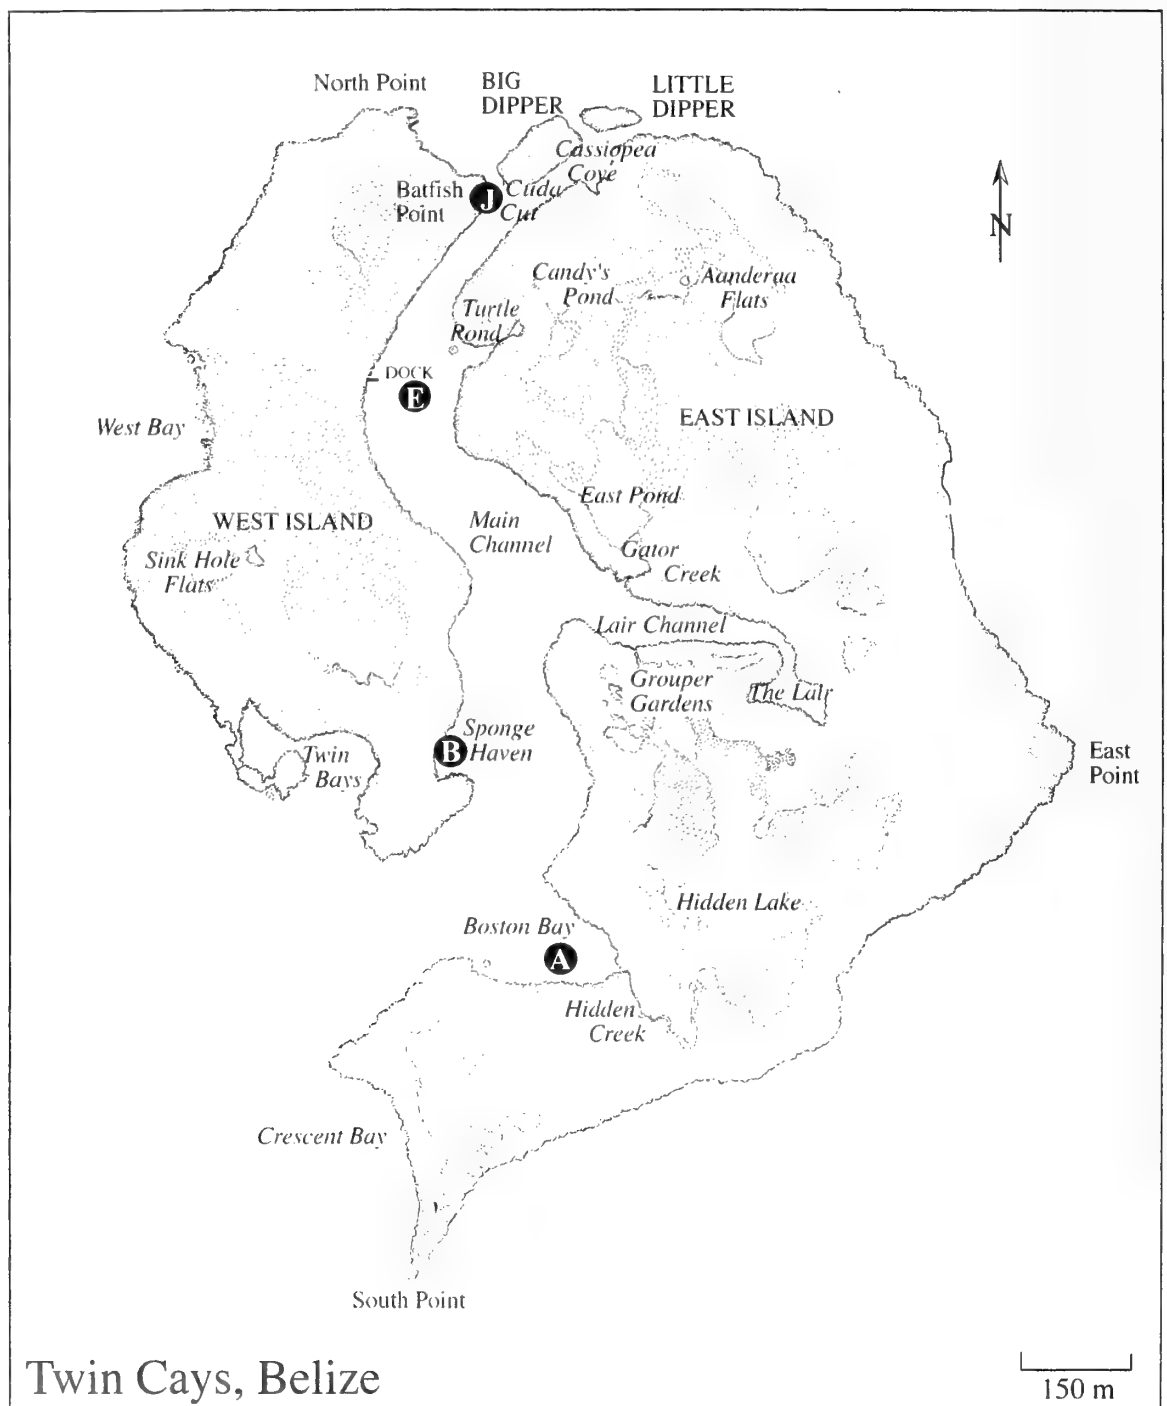 North Point
BIG
DIPPER
LITTLE
DIPPER
Cassiopea
Cove
Batfish
Point
J
Cuda
Cut
N
Candy's
Pond
Aanderaa
Flats
Turtle
Pond
DOCK
E
EAST ISLAND
West Bay
East Pond
WEST ISLAND
Main
Channel
Sink Hole
Flats
Gator
Creek
Lair Channel
Grouper
Gardens
The Lair
Sponge
Haven
B
Twin
Bays
East
Point
Hidden Lake
Boston Bay
A
Hidden
Creek
Crescent Bay
South Point
Twin Cays, Belize
150 m